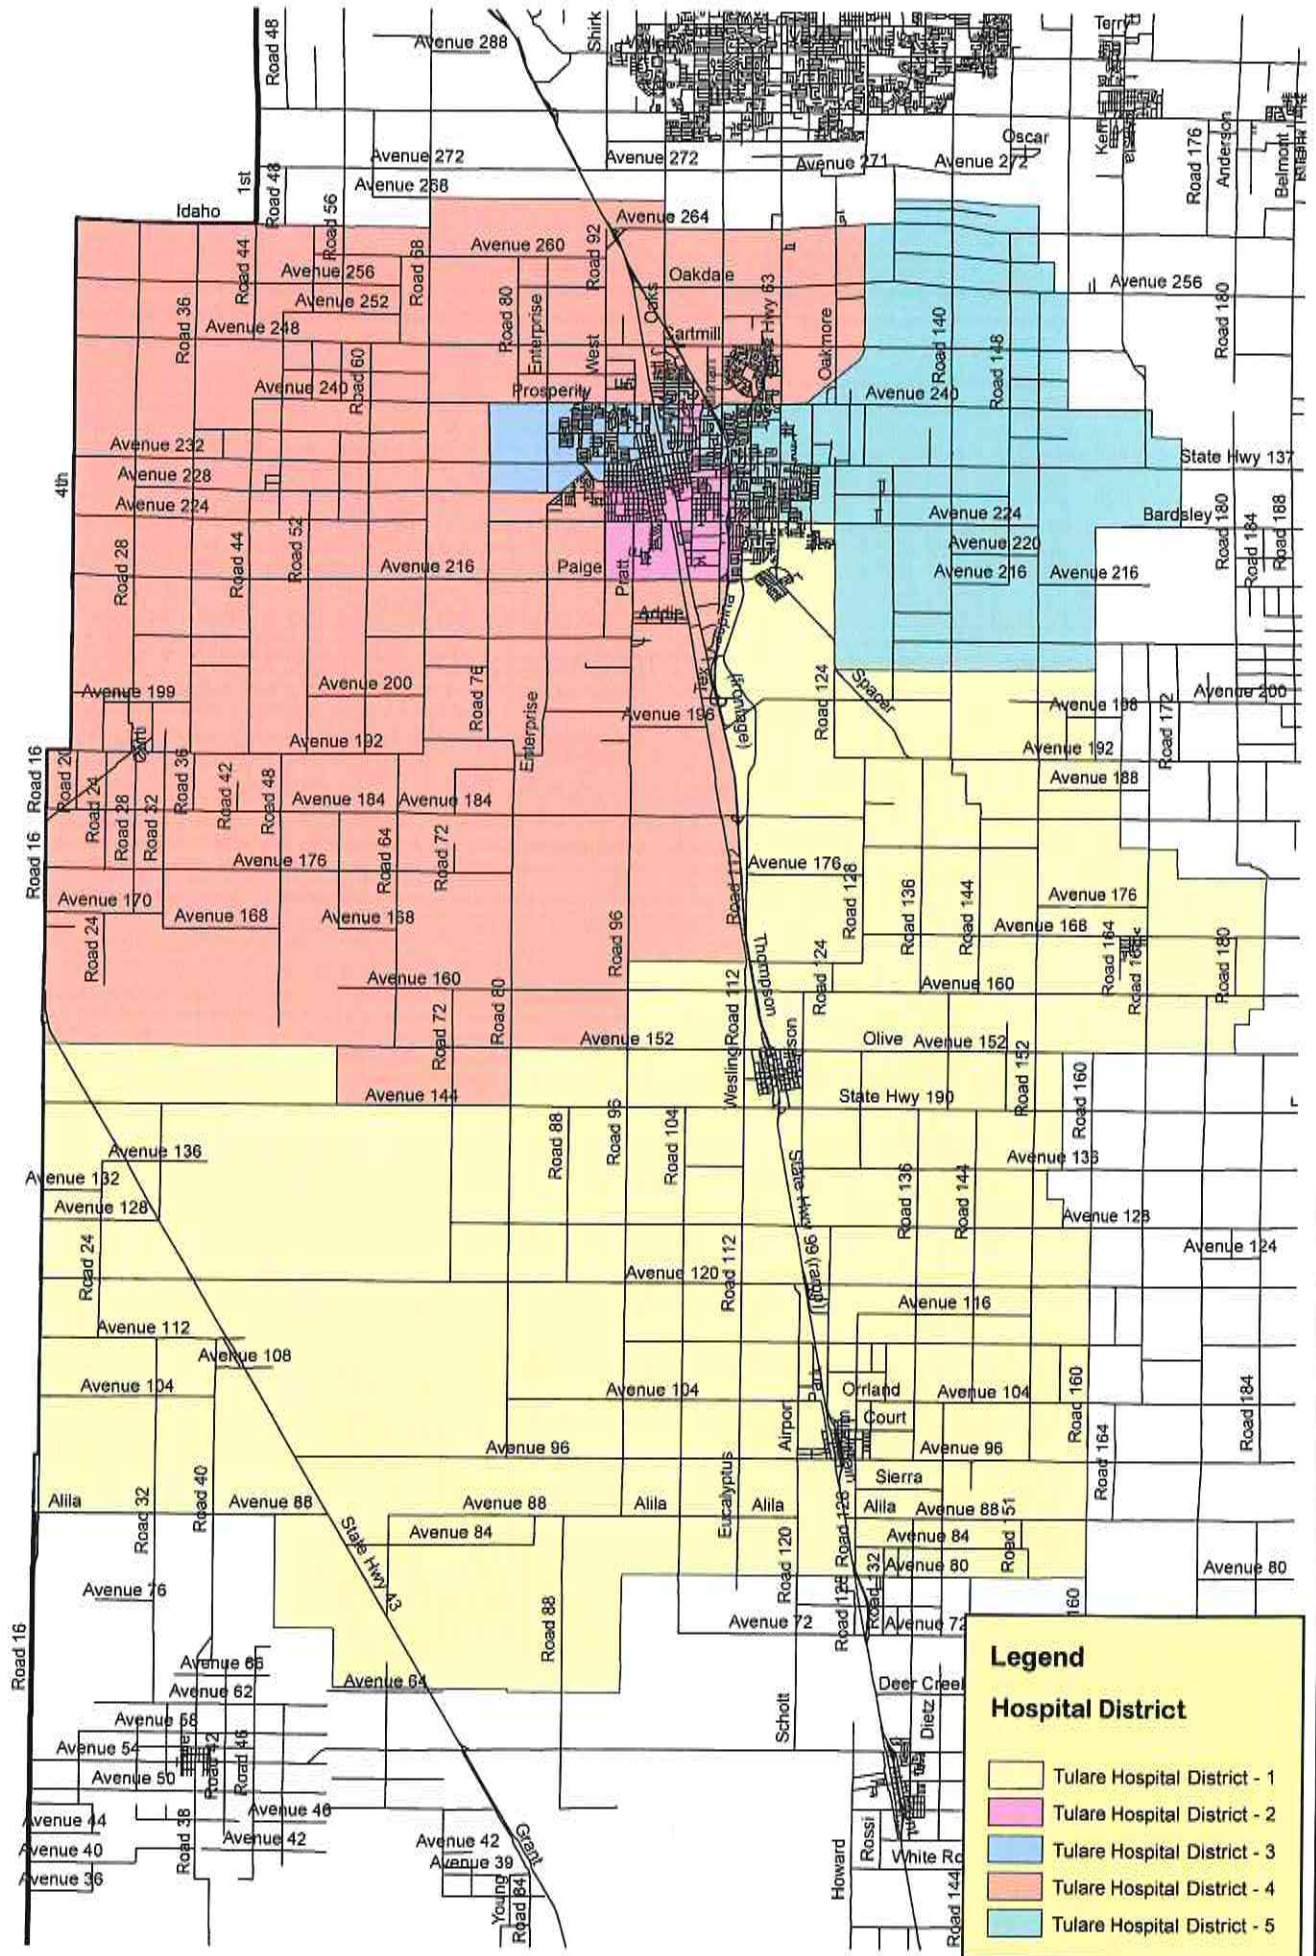 Road 48
Avenue 288
Shirk
Terry
Oscar
Kern
Road 176
Anderson
Belmont
Avenue 272
Avenue 272
Avenue 271
Avenue 272
1st
Road 48
Avenue 268
Idaho
Road 56
Avenue 264
Road 44
Road 68
Avenue 260
Road 92
Avenue 256
Oakdale
Hwy 63
Avenue 256
Avenue 252
Road 36
Avenue 248
Road 80
Enterprise
West
Oaks
Cartmill
Oakmore
Road 140
Road 148
Road 180
Road 60
Avenue 240
Prosperity
Avenue 240
Avenue 232
State Hwy 137
4th
Avenue 228
Avenue 224
Avenue 224
Bardsley
Road 180
Road 184
Road 188
Road 28
Road 44
Road 52
Avenue 220
Avenue 216
Paige
Pratt
Avenue 216
Avenue 216
Addie
Avenue 199
Avenue 200
Road 76
Enterprise
(frontage)
Road 124
Spacer
Avenue 200
Avenue 198
Road 172
Avenue 196
Avenue 192
Avenue 192
Road 16
Road 20
Road 24
Road 28
Road 32
Road 36
Road 42
Road 48
Avenue 188
Avenue 184
Avenue 184
Road 16
Avenue 176
Road 64
Road 72
Road 112
Avenue 176
Road 128
Road 136
Road 144
Avenue 176
Avenue 170
Avenue 168
Avenue 168
Avenue 168
Road 24
Road 96
Thompson
Road 124
Road 164
Road 180
Avenue 160
Road 80
Road 112
Avenue 160
Road 72
Avenue 152
Wesling
Olive
Avenue 152
Road 152
Avenue 144
State Hwy 190
Road 160
Road 88
Road 96
Road 104
Avenue 136
Avenue 136
Avenue 132
Avenue 128
State Hwy 99 (ramp)
Road 136
Road 144
Avenue 128
Avenue 124
Road 24
Avenue 120
Road 112
Avenue 116
Avenue 112
Avenue 108
Avenue 104
Avenue 104
Park
Orrland
Avenue 104
Road 160
Road 184
Airport
Court
Avenue 96
Avenue 96
Road 164
Sierra
Alila
Road 32
Road 40
Avenue 88
Avenue 88
Alila
Eucalyptus
Alila
Road 128
Alila
Avenue 88
Road 151
State Hwy 43
Avenue 84
Avenue 84
Road 120
Road 132
Avenue 80
Avenue 80
Avenue 76
Road 88
Avenue 72
Avenue 72
160
Road 16
Avenue 66
Avenue 64
Avenue 62
Deer Creek
Schott
Dietz
Avenue 58
Avenue 54
Road 42
Road 46
Avenue 50
Avenue 46
Avenue 44
Road 38
Avenue 42
Avenue 42
Grant
Avenue 40
Avenue 39
Avenue 36
Young
Road 84
Howard
Rossi
White Rd
Road 144
Legend
Hospital District
Tulare Hospital District - 1
Tulare Hospital District - 2
Tulare Hospital District - 3
Tulare Hospital District - 4
Tulare Hospital District - 5